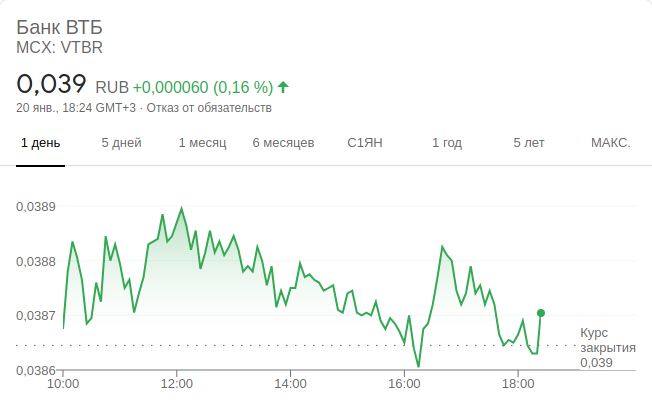 Банк ВТБ
MCX: VTBR
0,039 RUB +0,000060 (0,16 %)
20 янв., 18:24 GMT+3 · Отказ от обязательств
1 день 5 дней 1 месяц 6 месяцев С1ЯН 1 год 5 лет МАКС.
0,0389
0,0388
0,0387
Курс
закрытия
0,039
0,0386
10:00 12:00 14:00 16:00 18:00